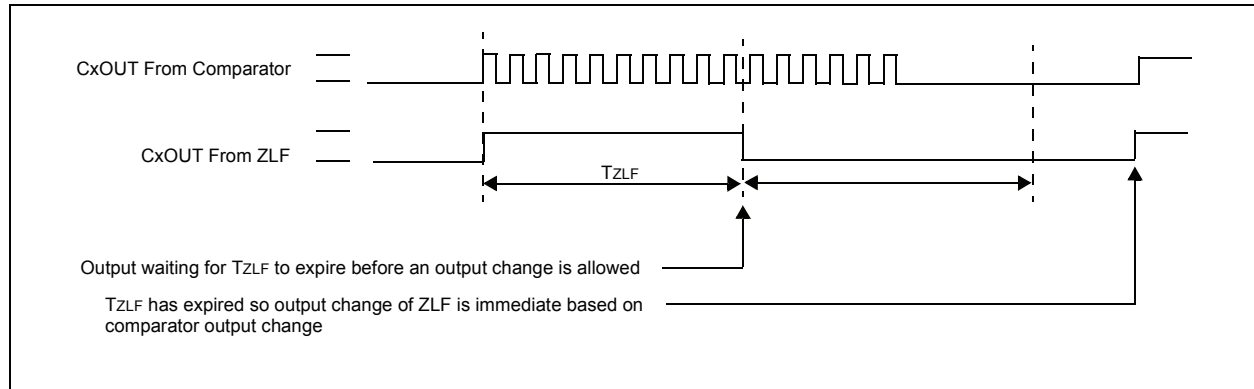 CxOUT From Comparator
CxOUT From ZLF
TZLF
Output waiting for TZLF to expire before an output change is allowed
TZLF has expired so output change of ZLF is immediate based on
comparator output change